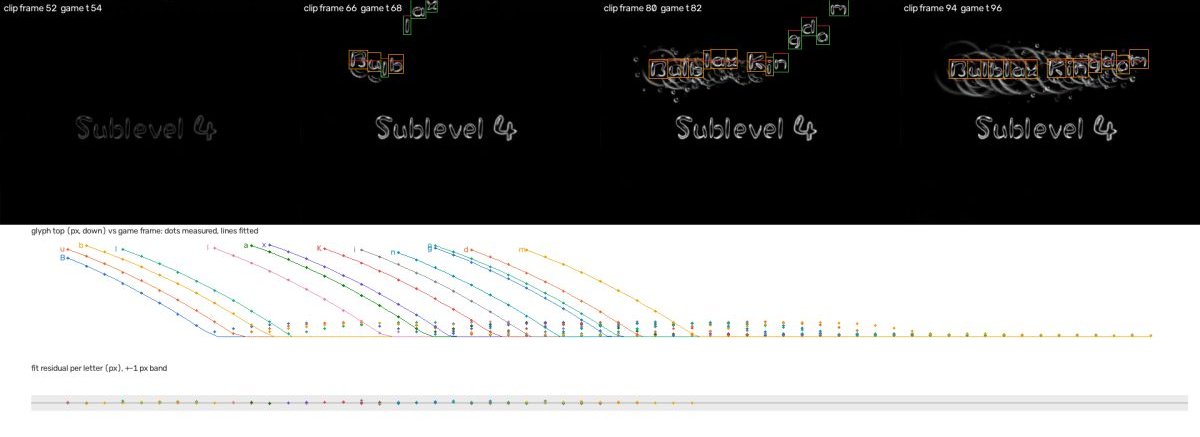 clip frame 52 game t 54
clip frame 66 game t 68
clip frame 80 game t 82
clip frame 94 game t 96
l a x
m
g d o
B u l b
Bulblax Kin
Bulblax Kingdom
Sublevel 4
Sublevel 4
Sublevel 4
Sublevel 4
glyph top (px, down) vs game frame: dots measured, lines fitted
B u b l l a x K i n g d m
fit residual per letter (px), +-1 px band